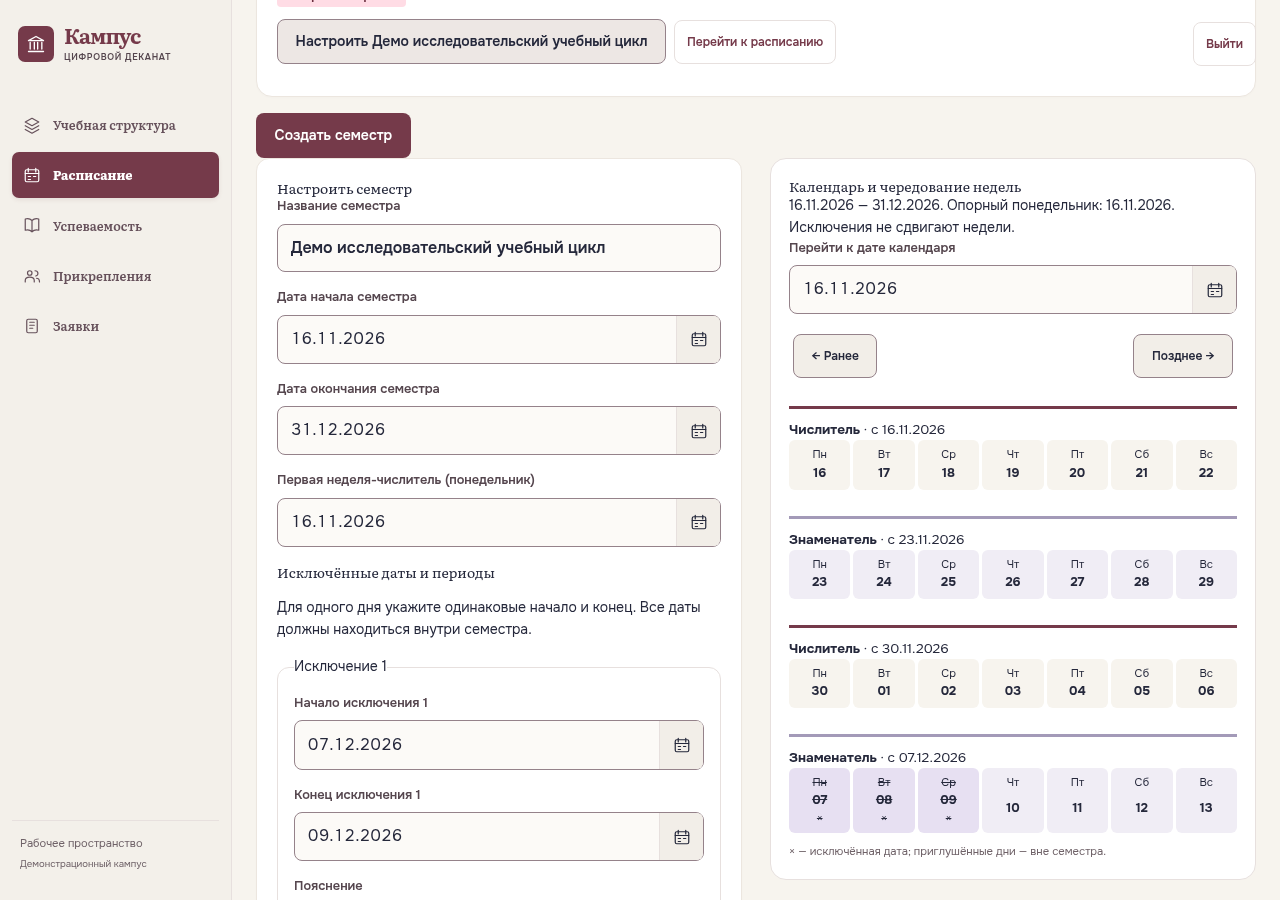 Кампус
ЦИФРОВОЙ ДЕКАНАТ
Учебная структура
Расписание
Успеваемость
Прикрепления
Заявки
Рабочее пространство
Демонстрационный кампус
Настроить Демо исследовательский учебный цикл
Перейти к расписанию
Выйти
Создать семестр
Настроить семестр
Название семестра
Демо исследовательский учебный цикл
Дата начала семестра
16.11.2026
Дата окончания семестра
31.12.2026
Первая неделя-числитель (понедельник)
16.11.2026
Исключённые даты и периоды
Для одного дня укажите одинаковые начало и конец. Все даты
должны находиться внутри семестра.
Исключение 1
Начало исключения 1
07.12.2026
Конец исключения 1
09.12.2026
Пояснение
Календарь и чередование недель
16.11.2026 — 31.12.2026. Опорный понедельник: 16.11.2026.
Исключения не сдвигают недели.
Перейти к дате календаря
16.11.2026
← Ранее
Позднее →
Числитель · с 16.11.2026
Пн Вт Ср Чт Пт Сб Вс
16 17 18 19 20 21 22
Знаменатель · с 23.11.2026
Пн Вт Ср Чт Пт Сб Вс
23 24 25 26 27 28 29
Числитель · с 30.11.2026
Пн Вт Ср Чт Пт Сб Вс
30 01 02 03 04 05 06
Знаменатель · с 07.12.2026
Пн Вт Ср Чт Пт Сб Вс
07 08 09 10 11 12 13
× × ×
× — исключённая дата; приглушённые дни — вне семестра.